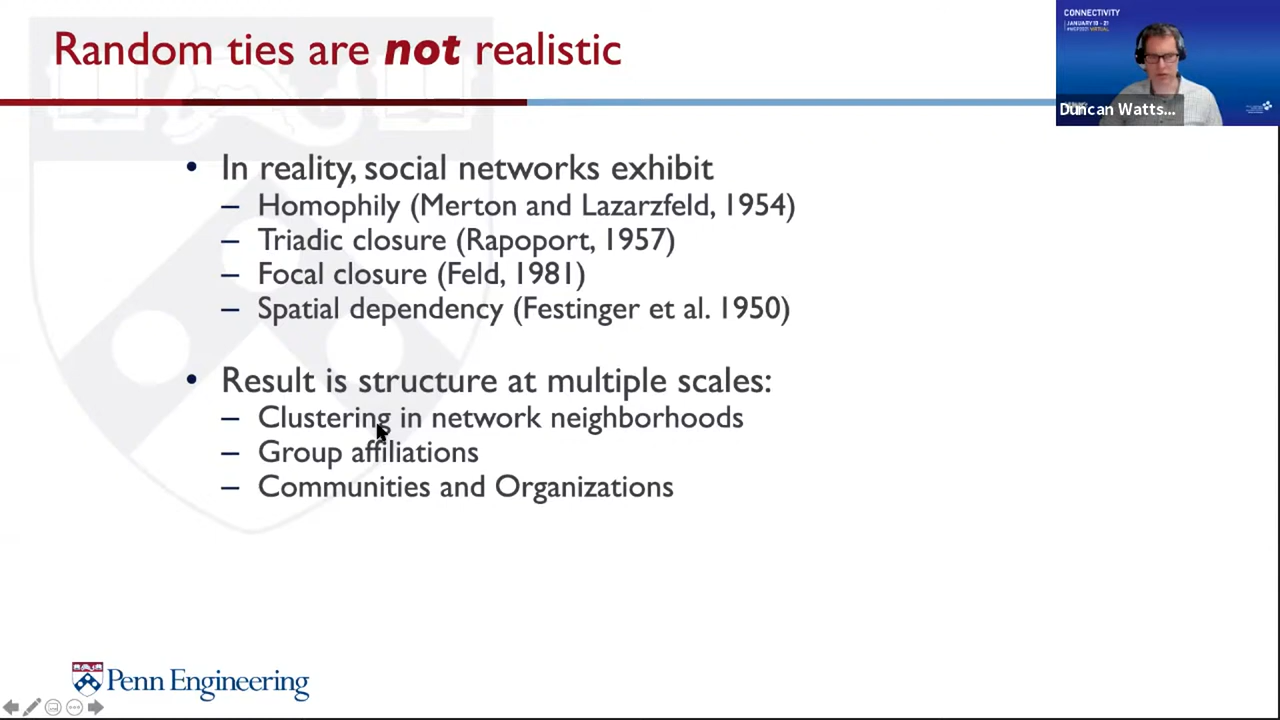 Random ties are not realistic
CONNECTIVITY
Duncan Watts...
• In reality, social networks exhibit
– Homophily (Merton and Lazarzfeld, 1954)
– Triadic closure (Rapoport, 1957)
– Focal closure (Feld, 1981)
– Spatial dependency (Festinger et al. 1950)
• Result is structure at multiple scales:
– Clustering in network neighborhoods
– Group affiliations
– Communities and Organizations
Penn Engineering